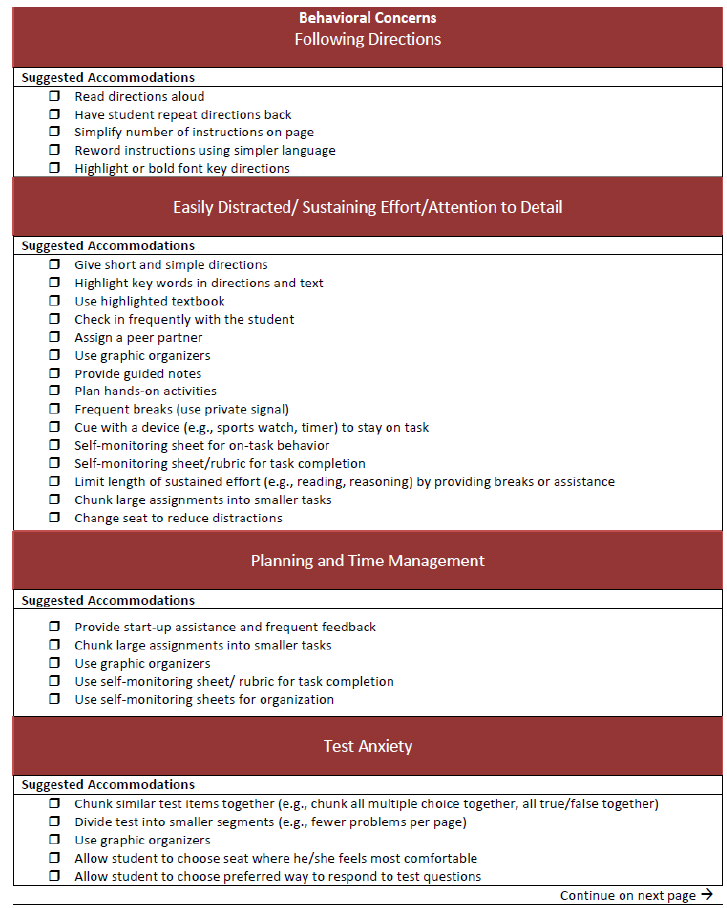 Behavioral Concerns
Following Directions
Suggested Accommodations
❒ Read directions aloud
❒ Have student repeat directions back
❒ Simplify number of instructions on page
❒ Reword instructions using simpler language
❒ Highlight or bold font key directions
Easily Distracted/ Sustaining Effort/Attention to Detail
Suggested Accommodations
❒ Give short and simple directions
❒ Highlight key words in directions and text
❒ Use highlighted textbook
❒ Check in frequently with the student
❒ Assign a peer partner
❒ Use graphic organizers
❒ Provide guided notes
❒ Plan hands-on activities
❒ Frequent breaks (use private signal)
❒ Cue with a device (e.g., sports watch, timer) to stay on task
❒ Self-monitoring sheet for on-task behavior
❒ Self-monitoring sheet/rubric for task completion
❒ Limit length of sustained effort (e.g., reading, reasoning) by providing breaks or assistance
❒ Chunk large assignments into smaller tasks
❒ Change seat to reduce distractions
Planning and Time Management
Suggested Accommodations
❒ Provide start-up assistance and frequent feedback
❒ Chunk large assignments into smaller tasks
❒ Use graphic organizers
❒ Use self-monitoring sheet/ rubric for task completion
❒ Use self-monitoring sheets for organization
Test Anxiety
Suggested Accommodations
❒ Chunk similar test items together (e.g., chunk all multiple choice together, all true/false together)
❒ Divide test into smaller segments (e.g., fewer problems per page)
❒ Use graphic organizers
❒ Allow student to choose seat where he/she feels most comfortable
❒ Allow student to choose preferred way to respond to test questions
Continue on next page →